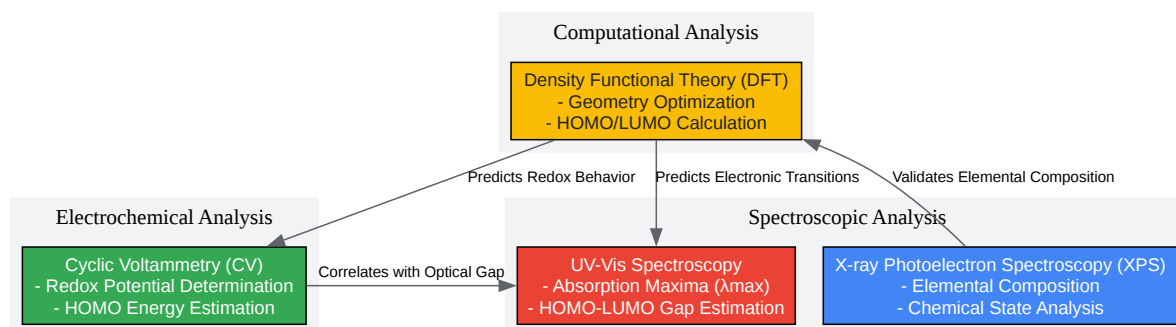 Computational Analysis
Density Functional Theory (DFT)
- Geometry Optimization
- HOMO/LUMO Calculation
Predicts Redox Behavior
Predicts Electronic Transitions
Validates Elemental Composition
Electrochemical Analysis
Spectroscopic Analysis
Cyclic Voltammetry (CV)
- Redox Potential Determination
- HOMO Energy Estimation
Correlates with Optical Gap
UV-Vis Spectroscopy
- Absorption Maxima (λmax)
- HOMO-LUMO Gap Estimation
X-ray Photoelectron Spectroscopy (XPS)
- Elemental Composition
- Chemical State Analysis